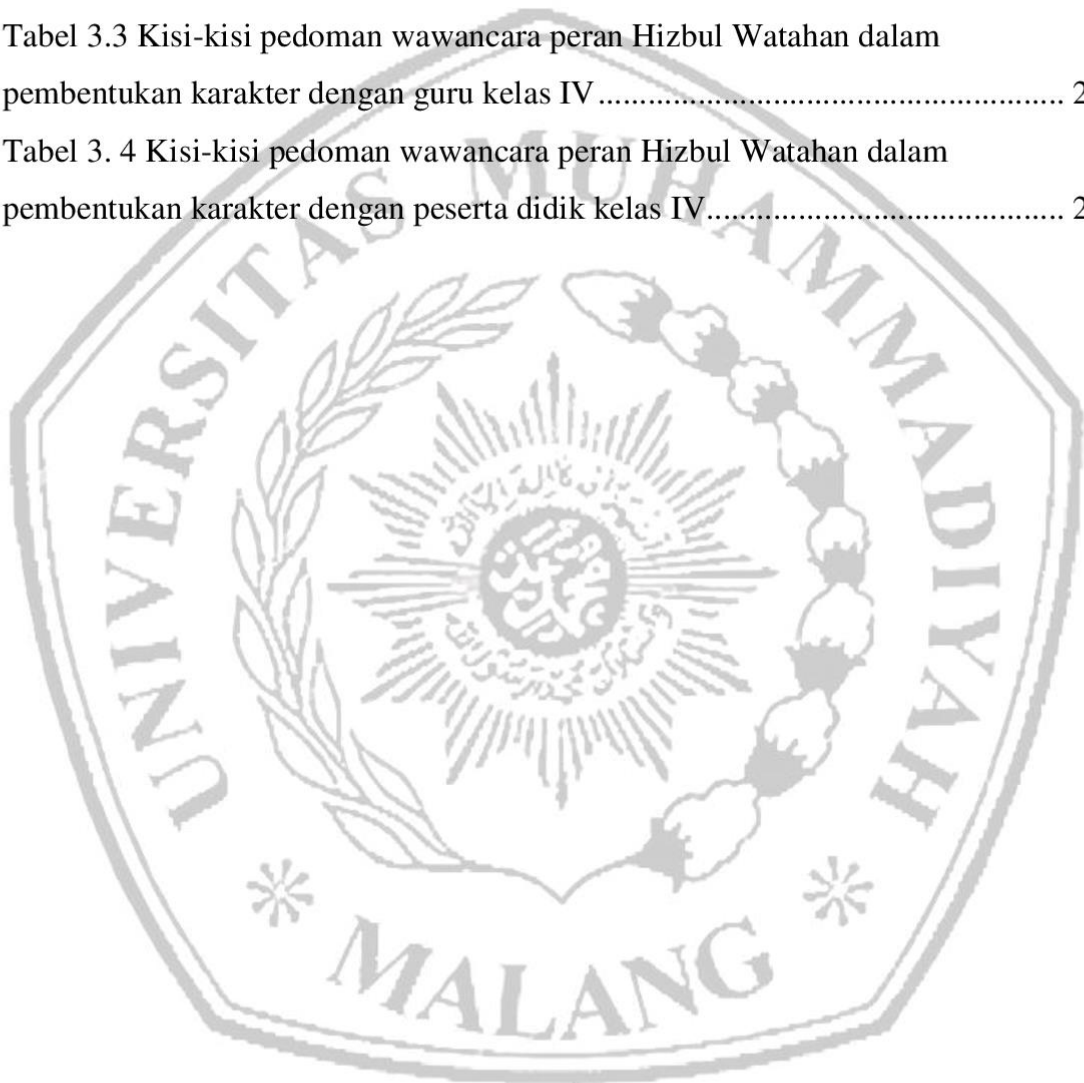 Tabel 3.3 Kisi-kisi pedoman wawancara peran Hizbul Watahan dalam
pembentukan karakter dengan guru kelas IV ................................................ 2
Tabel 3. 4 Kisi-kisi pedoman wawancara peran Hizbul Watahan dalam
pembentukan karakter dengan peserta didik kelas IV..................................... 2
UNIVERSITAS MUHAMMADIYAH
MALANG